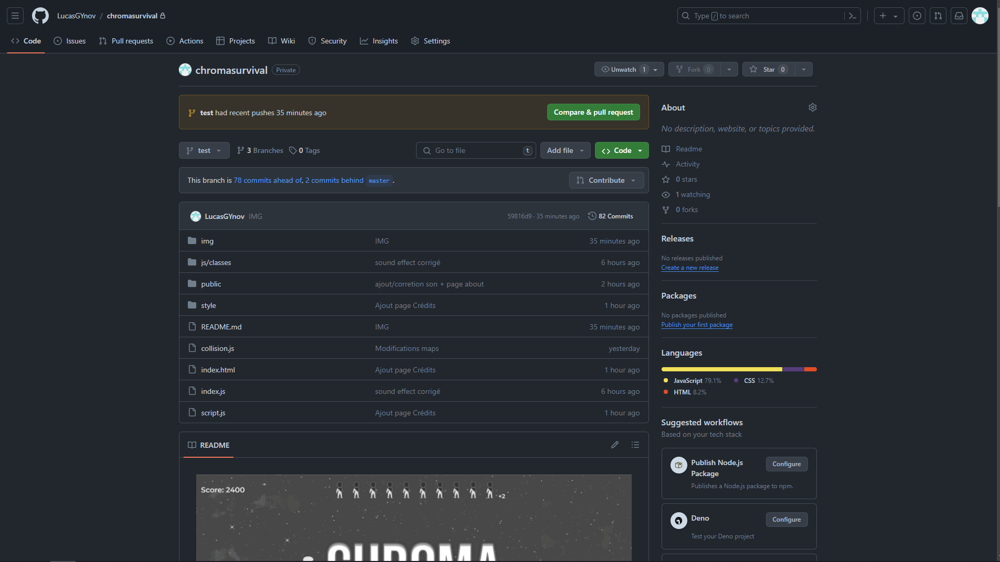 LucasGYnov / chromasurvival
Type / to search
Code Issues Pull requests Actions Projects Wiki Security Insights Settings
chromasurvival Private
Unwatch 1 Fork 0 Star 0
test had recent pushes 35 minutes ago
Compare & pull request
test 3 Branches 0 Tags
Go to file t
Add file
Code
This branch is 78 commits ahead of, 2 commits behind master .
Contribute
LucasGYnov IMG 59816d9 · 35 minutes ago 82 Commits
img IMG 35 minutes ago
js/classes sound effect corrigé 6 hours ago
public ajout/corretion son + page about 2 hours ago
style Ajout page Crédits 1 hour ago
README.md IMG 35 minutes ago
collision.js Modifications maps yesterday
index.html Ajout page Crédits 1 hour ago
index.js sound effect corrigé 6 hours ago
script.js Ajout page Crédits 1 hour ago
README
Score: 2400
+2
CHROMA
About
No description, website, or topics provided.
Readme
Activity
0 stars
1 watching
0 forks
Releases
No releases published
Create a new release
Packages
No packages published
Publish your first package
Languages
JavaScript 79.1% CSS 12.7%
HTML 8.2%
Suggested workflows
Based on your tech stack
Publish Node.js
Package
Configure
Publishes a Node.js package to npm.
Deno
Configure
Test your Deno project